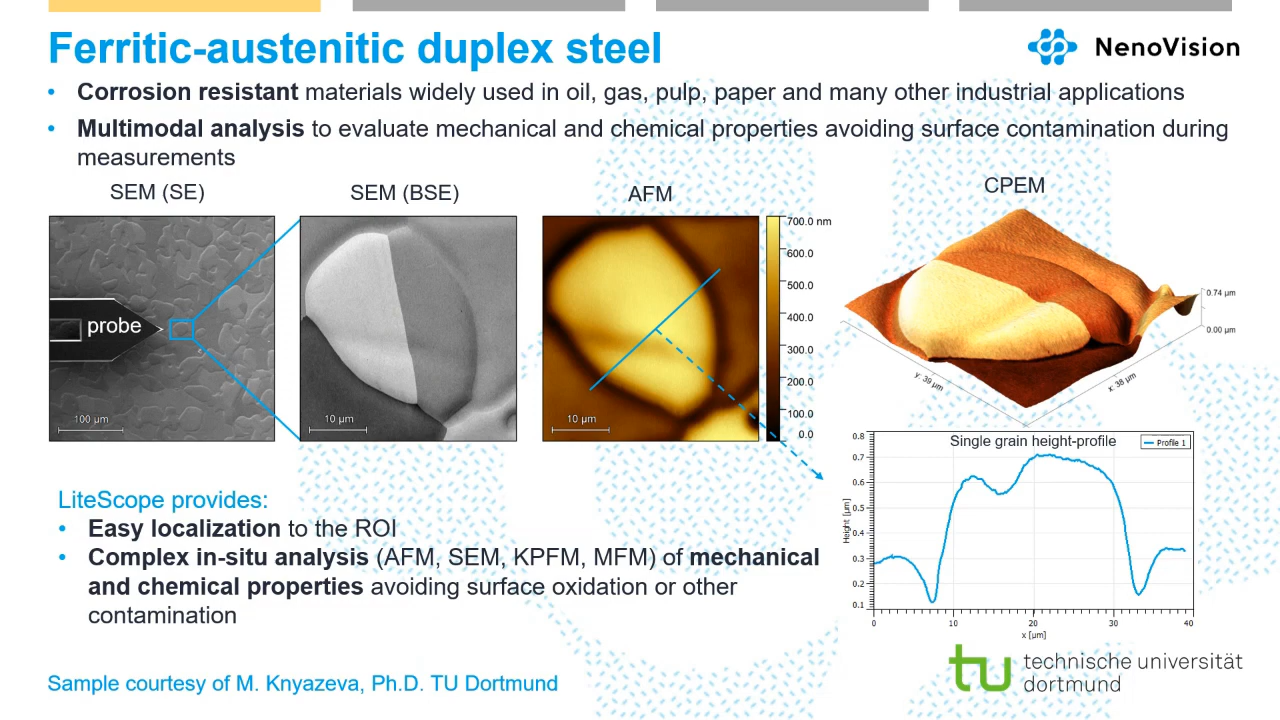 Ferritic-austenitic duplex steel
NenoVision
• Corrosion resistant materials widely used in oil, gas, pulp, paper and many other industrial applications
• Multimodal analysis to evaluate mechanical and chemical properties avoiding surface contamination during
measurements
SEM (SE)
SEM (BSE)
AFM
CPEM
probe
100 µm
10 µm
10 µm
700.0 nm
600.0
500.0
400.0
300.0
200.0
100.0
0.0
0.74 µm
0.00 µm
y: 39 µm
x: 38 µm
Single grain height-profile
Profile 1
Height [µm]
0.8
0.7
0.6
0.5
0.4
0.3
0.2
0.1
0 10 20 30 40
x [µm]
LiteScope provides:
• Easy localization to the ROI
• Complex in-situ analysis (AFM, SEM, KPFM, MFM) of mechanical
and chemical properties avoiding surface oxidation or other
contamination
Sample courtesy of M. Knyazeva, Ph.D. TU Dortmund
tu technische universität
dortmund